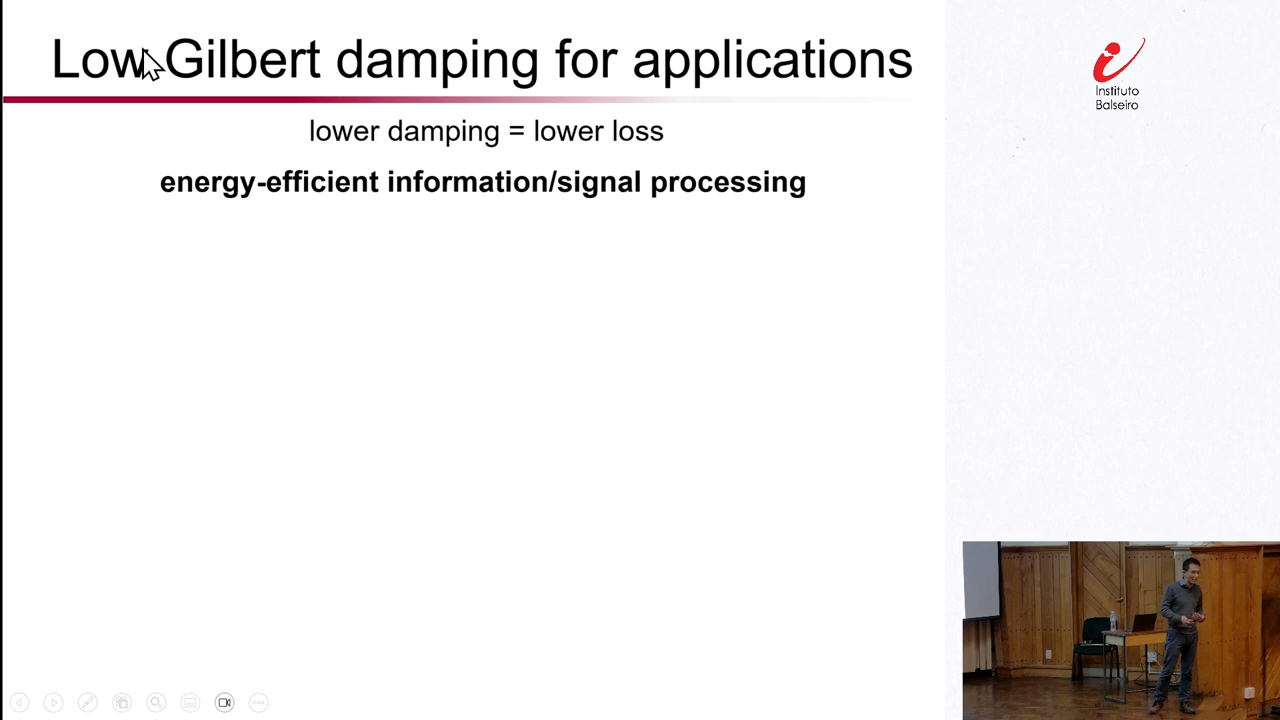 Low Gilbert damping for applications
lower damping = lower loss
energy-efficient information/signal processing
Instituto
Balseiro